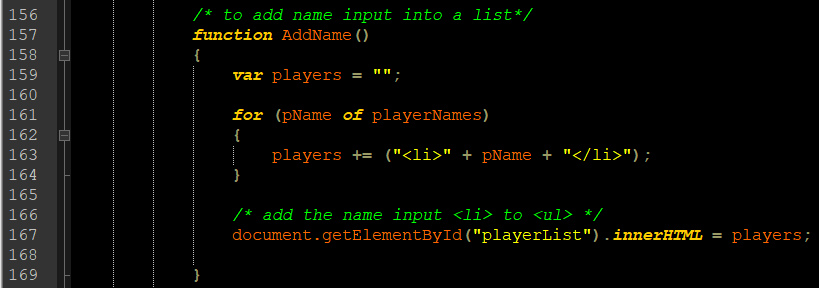 156 /* to add name input into a list*/
157 function AddName()
158 {
159 var players = "";
160
161 for (pName of playerNames)
162 {
163 players += ("<li>" + pName + "</li>");
164 }
165
166 /* add the name input <li> to <ul> */
167 document.getElementById("playerList").innerHTML = players;
168
169 }